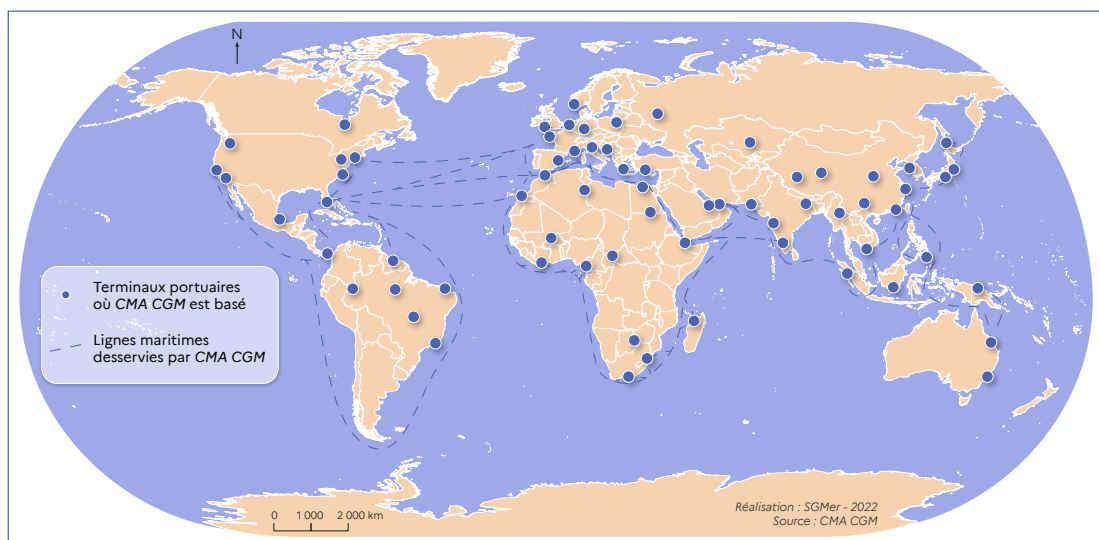 N
Terminaux portuaires
où CMA CGM est basé
Lignes maritimes
desservies par CMA CGM
0 1 000 2 000 km
Réalisation : SGMer - 2022
Source : CMA CGM